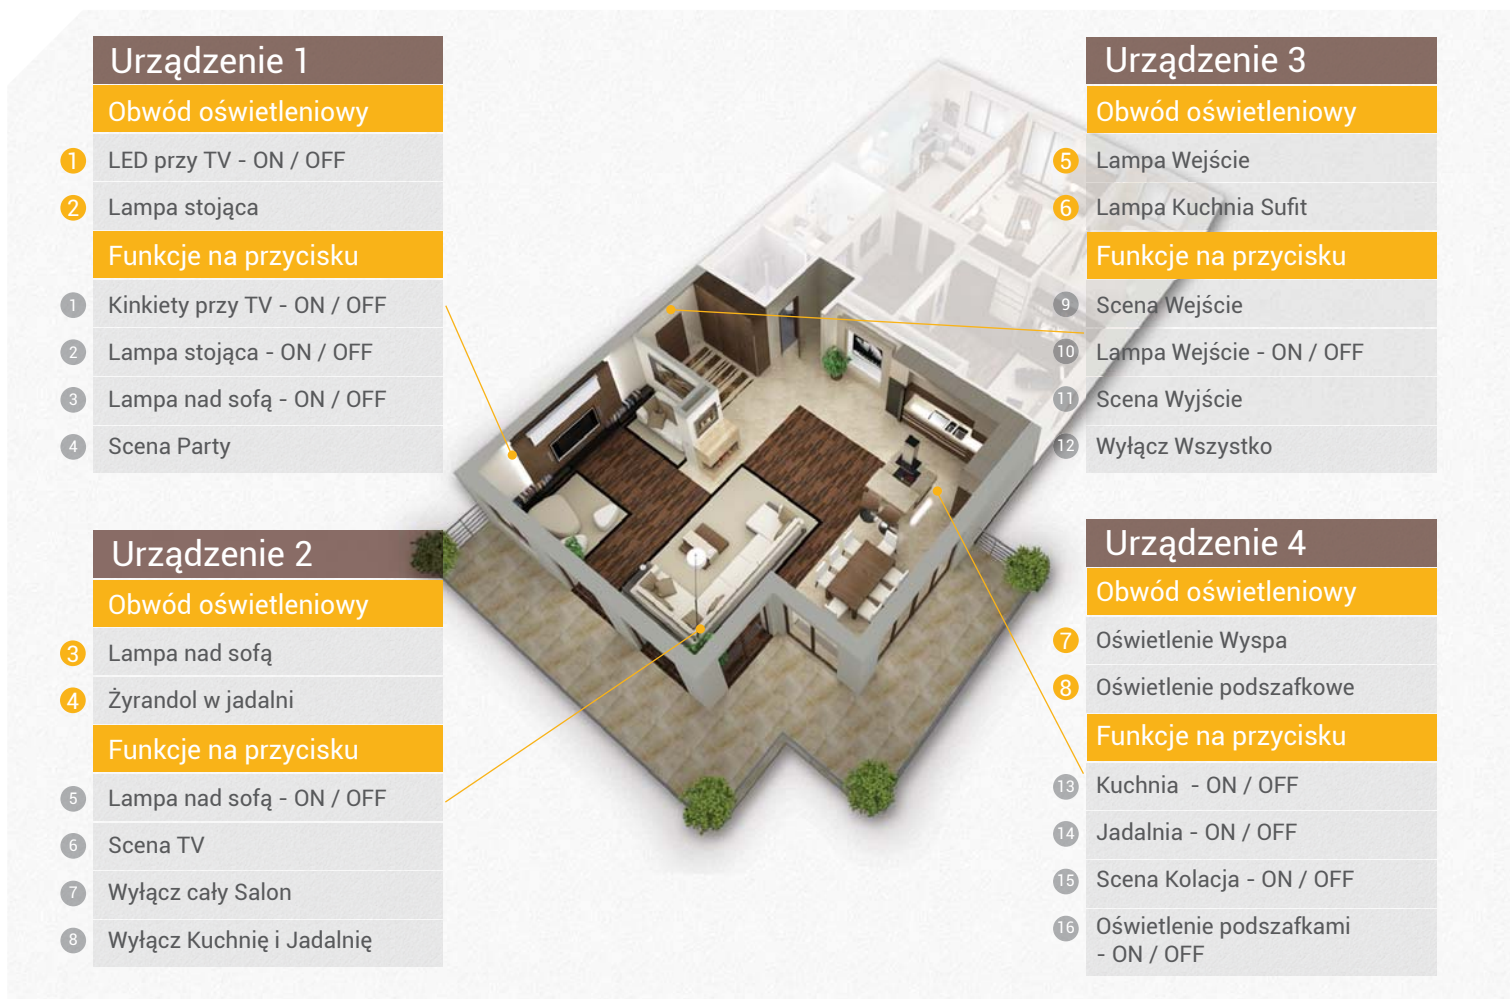 Urządzenie 1
Obwód oświetleniowy
1 LED przy TV - ON / OFF
2 Lampa stojąca
Funkcje na przycisku
1 Kinkiety przy TV - ON / OFF
2 Lampa stojąca - ON / OFF
3 Lampa nad sofą - ON / OFF
4 Scena Party
Urządzenie 2
Obwód oświetleniowy
3 Lampa nad sofą
4 Żyrandol w jadalni
Funkcje na przycisku
5 Lampa nad sofą - ON / OFF
6 Scena TV
7 Wyłącz cały Salon
8 Wyłącz Kuchnię i Jadalnię
Urządzenie 3
Obwód oświetleniowy
5 Lampa Wejście
6 Lampa Kuchnia Sufit
Funkcje na przycisku
9 Scena Wejście
10 Lampa Wejście - ON / OFF
11 Scena Wyjście
12 Wyłącz Wszystko
Urządzenie 4
Obwód oświetleniowy
7 Oświetlenie Wyspa
8 Oświetlenie podszafkowe
Funkcje na przycisku
13 Kuchnia - ON / OFF
14 Jadalnia - ON / OFF
15 Scena Kolacja - ON / OFF
16 Oświetlenie podszafkami
- ON / OFF